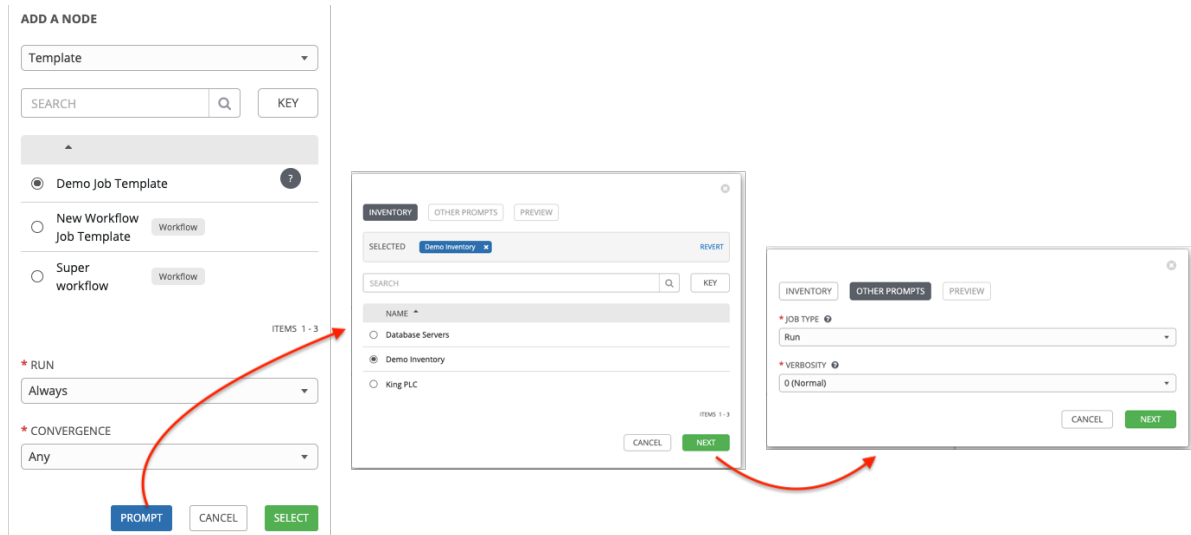 ADD A NODE
Template
SEARCH
KEY
Demo Job Template
?
New Workflow
Job Template
Workflow
Super
workflow
Workflow
ITEMS 1 - 3
* RUN
Always
* CONVERGENCE
Any
PROMPT
CANCEL
SELECT
INVENTORY
OTHER PROMPTS
PREVIEW
SELECTED
Demo Inventory
REVERT
SEARCH
KEY
NAME
Database Servers
Demo Inventory
King PLC
ITEMS 1 - 3
CANCEL
NEXT
INVENTORY
OTHER PROMPTS
PREVIEW
* JOB TYPE ?
Run
* VERBOSITY ?
0 (Normal)
CANCEL
NEXT